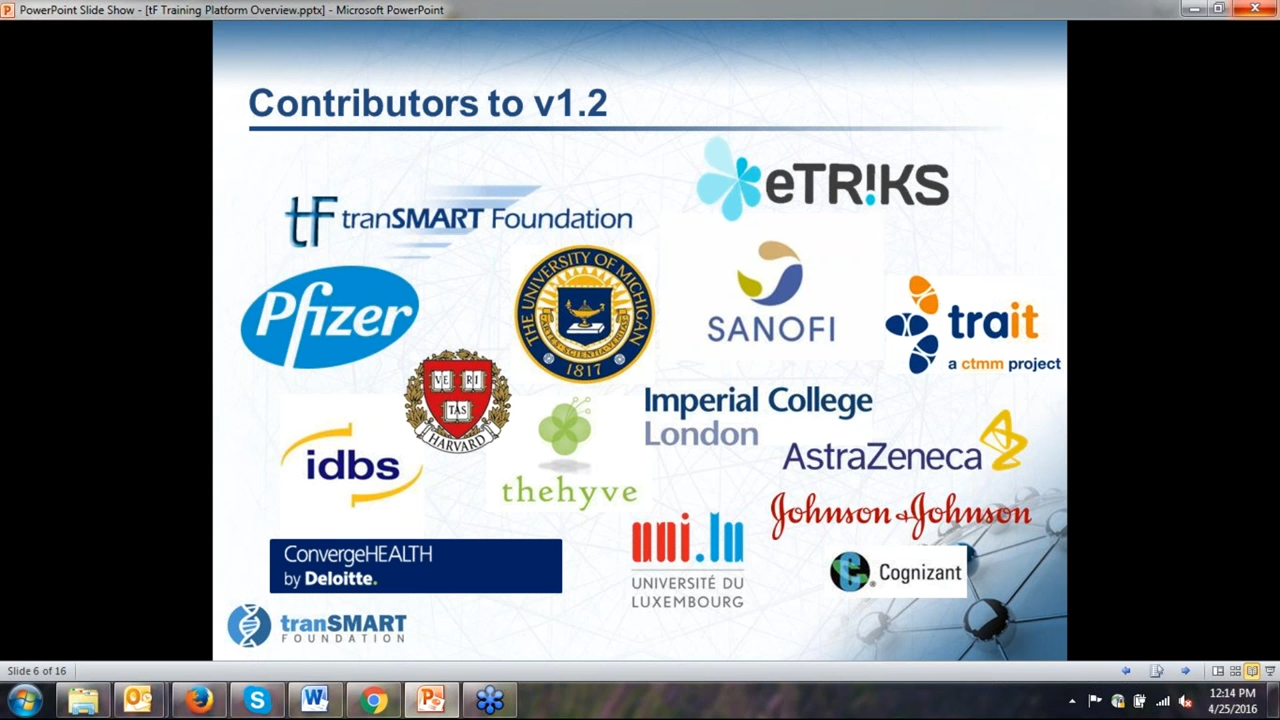 PowerPoint Slide Show - [tF Training Platform Overview.pptx] - Microsoft PowerPoint
Contributors to v1.2
eTR!KS
tF tranSMART Foundation
Pfizer
THE UNIVERSITY OF MICHIGAN
1817
SANOFI
trait
a ctmm project
VE RI
TAS
HARVARD
Imperial College
London
idbs
thehyve
AstraZeneca
Johnson & Johnson
ConvergeHEALTH
by Deloitte.
uni.lu
UNIVERSITÉ DU
LUXEMBOURG
Cognizant
tranSMART
FOUNDATION
Slide 6 of 16
12:14 PM
4/25/2016